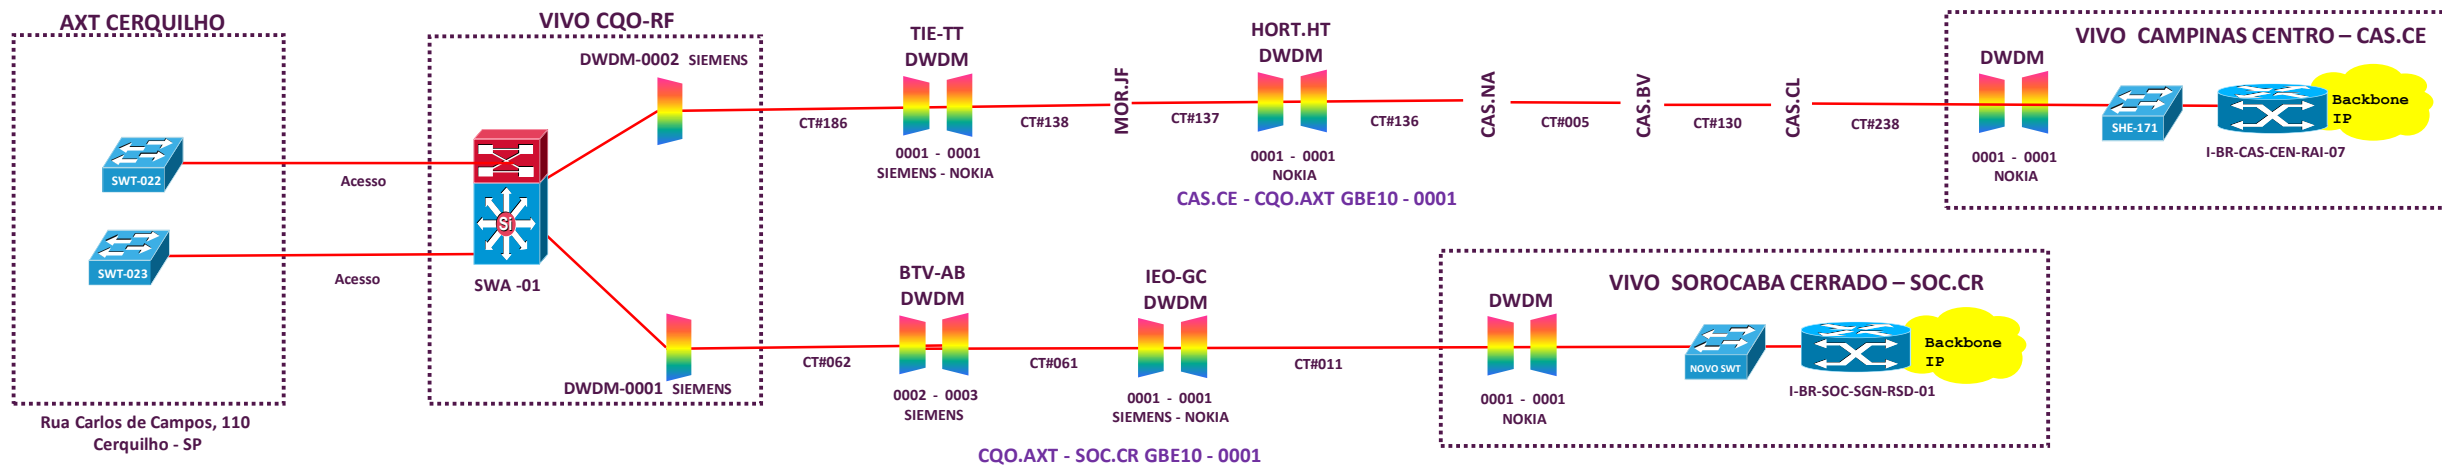 AXT CERQUILHO
SWT-022
SWT-023
Acesso
Acesso
Rua Carlos de Campos, 110
Cerquilho - SP
VIVO CQO-RF
DWDM-0002 SIEMENS
Si
SWA -01
DWDM-0001 SIEMENS
CT#186
TIE-TT
DWDM
0001 - 0001
SIEMENS - NOKIA
CT#138
MOR.JF
CT#137
HORT.HT
DWDM
0001 - 0001
NOKIA
CT#136
CAS.NA
CT#005
CAS.BV
CT#130
CAS.CL
CT#238
CAS.CE - CQO.AXT GBE10 - 0001
VIVO CAMPINAS CENTRO – CAS.CE
DWDM
0001 - 0001
NOKIA
SHE-171
Backbone
IP
I-BR-CAS-CEN-RAI-07
CT#062
BTV-AB
DWDM
0002 - 0003
SIEMENS
CT#061
IEO-GC
DWDM
0001 - 0001
SIEMENS - NOKIA
CT#011
CQO.AXT - SOC.CR GBE10 - 0001
VIVO SOROCABA CERRADO – SOC.CR
DWDM
0001 - 0001
NOKIA
NOVO SWT
Backbone
IP
I-BR-SOC-SGN-RSD-01